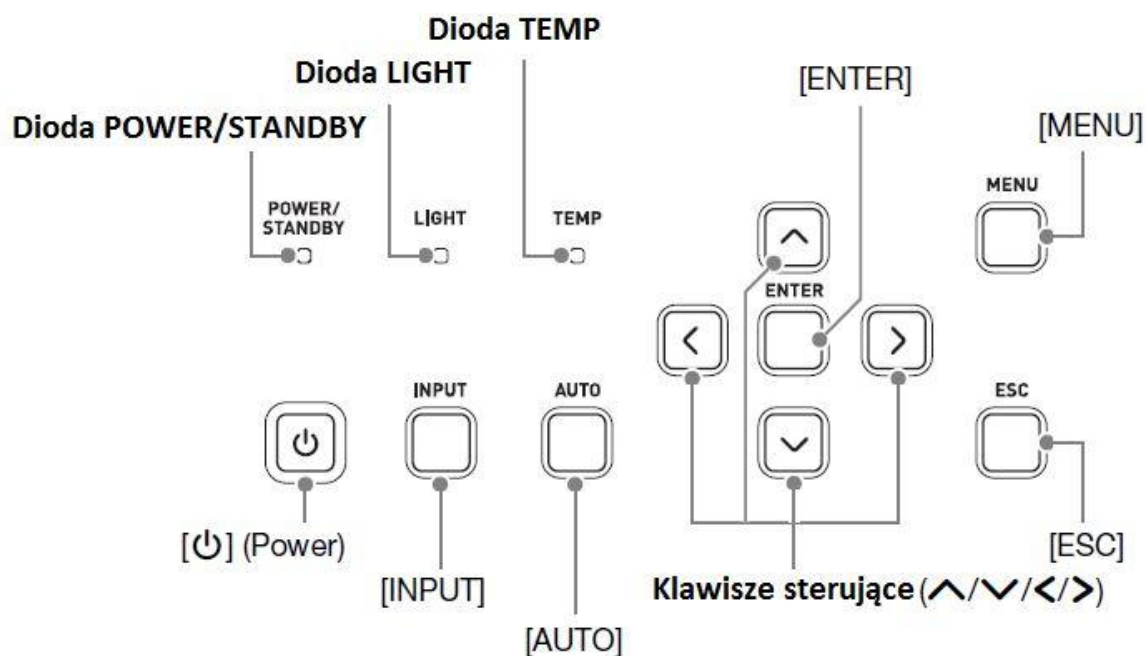 Dioda TEMP
Dioda LIGHT
[ENTER]
Dioda POWER/STANDBY
[MENU]
MENU
POWER/
STANDBY
LIGHT
TEMP
ENTER
INPUT
AUTO
ESC
[⏻] (Power)
[ESC]
[INPUT]
Klawisze sterujące (∧/∨/</>)
[AUTO]